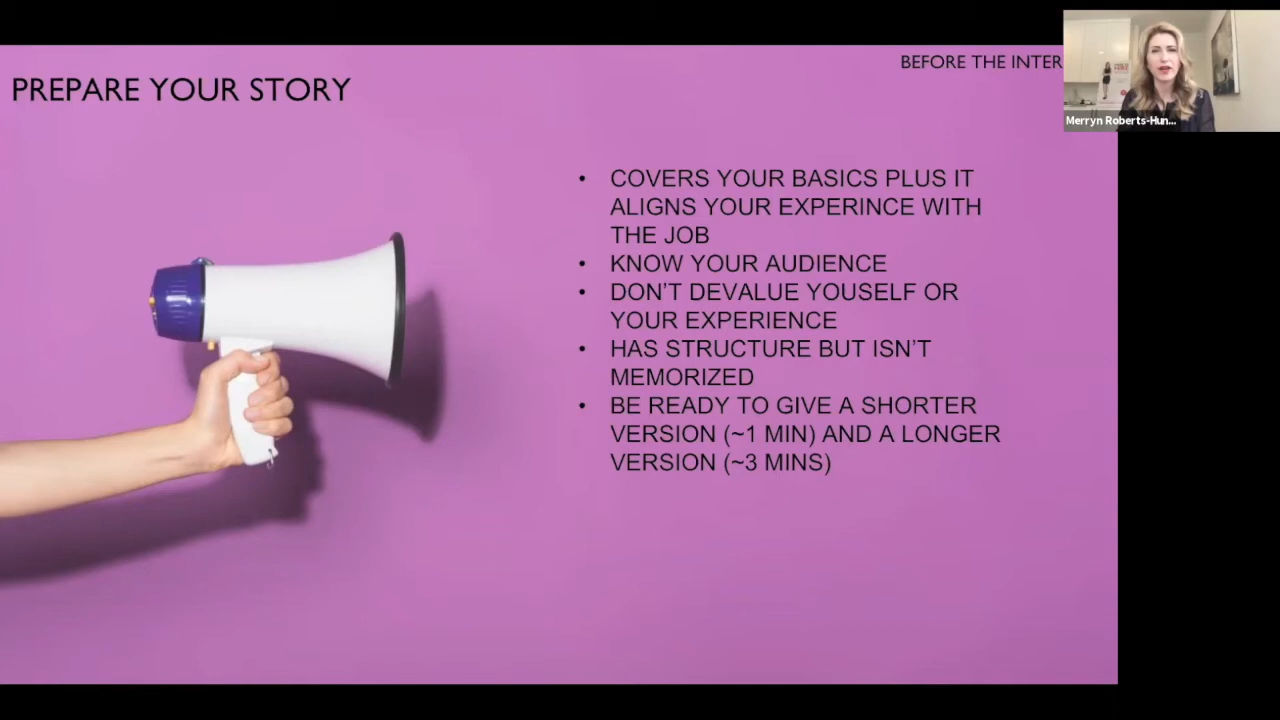 BEFORE THE INTER
PREPARE YOUR STORY
Merryn Roberts-Hun...
• COVERS YOUR BASICS PLUS IT
ALIGNS YOUR EXPERINCE WITH
THE JOB
• KNOW YOUR AUDIENCE
• DON'T DEVALUE YOUSELF OR
YOUR EXPERIENCE
• HAS STRUCTURE BUT ISN'T
MEMORIZED
• BE READY TO GIVE A SHORTER
VERSION (~1 MIN) AND A LONGER
VERSION (~3 MINS)